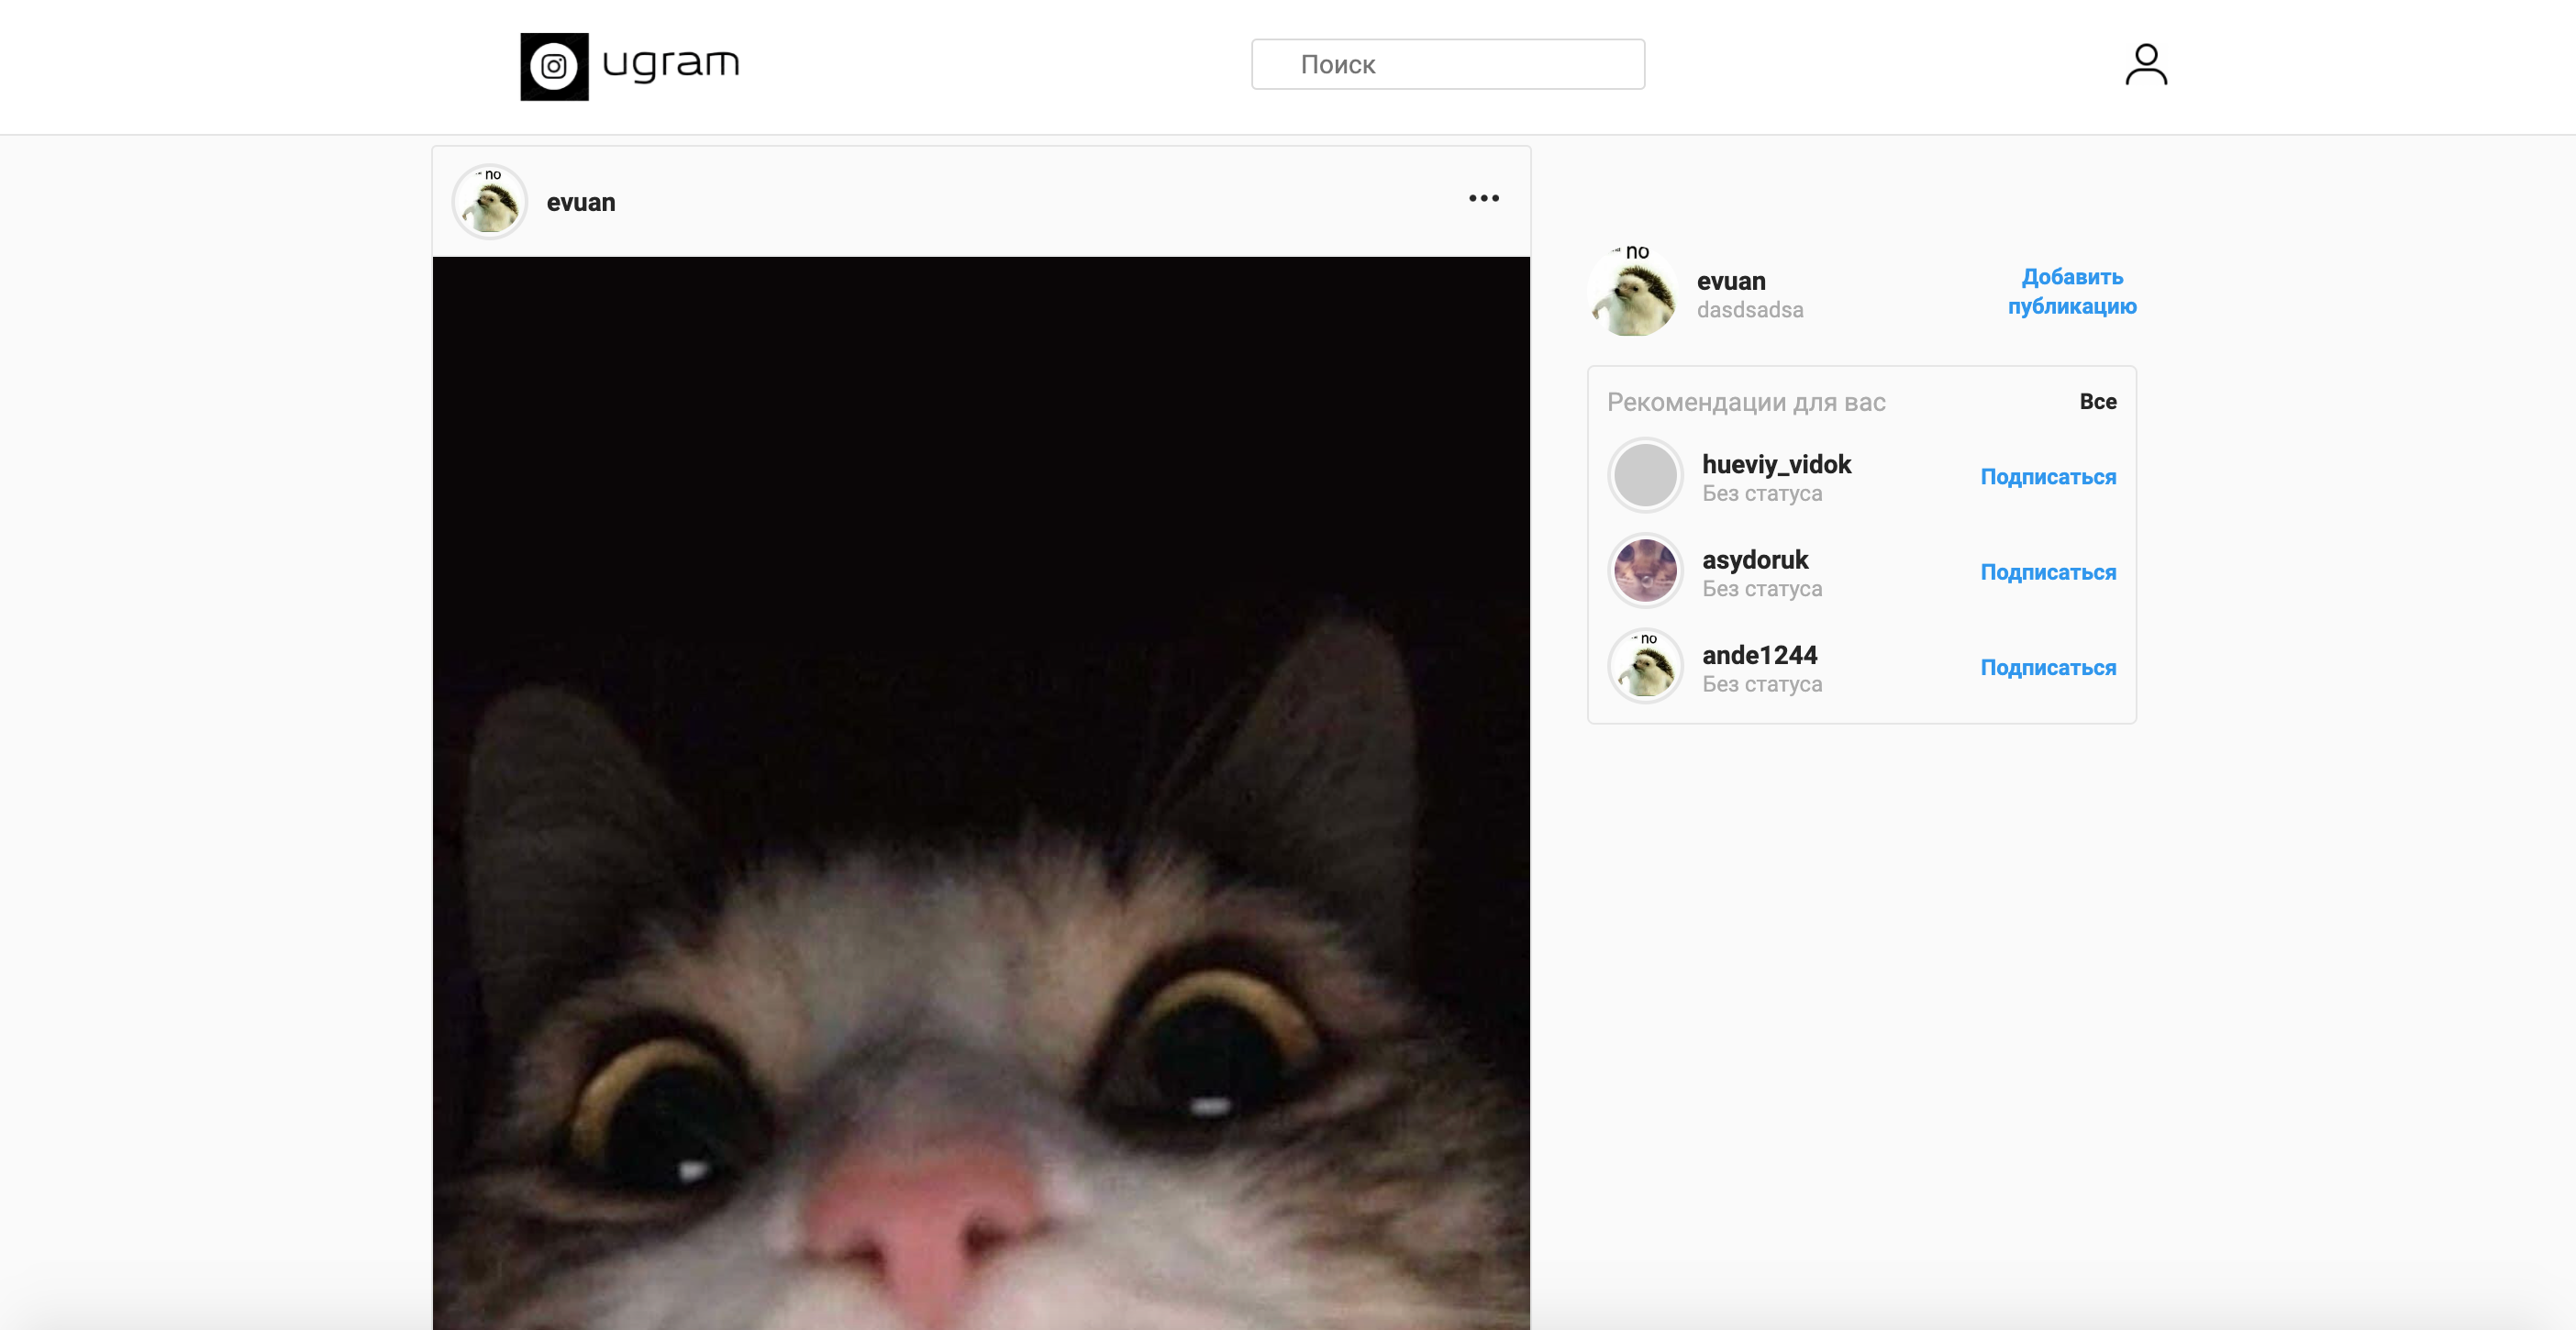 ugram
Поиск
no
evuan
no
evuan
dasdsadsa
Добавить
публикацию
Рекомендации для вас
Все
hueviy_vidok
Без статуса
Подписаться
asydoruk
Без статуса
Подписаться
no
ande1244
Без статуса
Подписаться